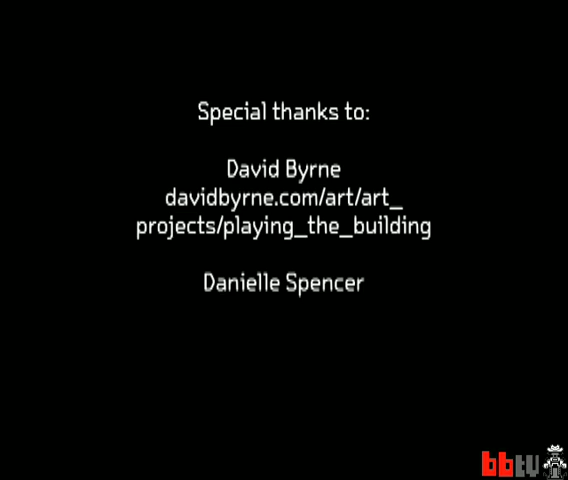 Special thanks to:
David Byrne
davidbyrne.com/art/art_
projects/playing_the_building
Danielle Spencer
bbtv